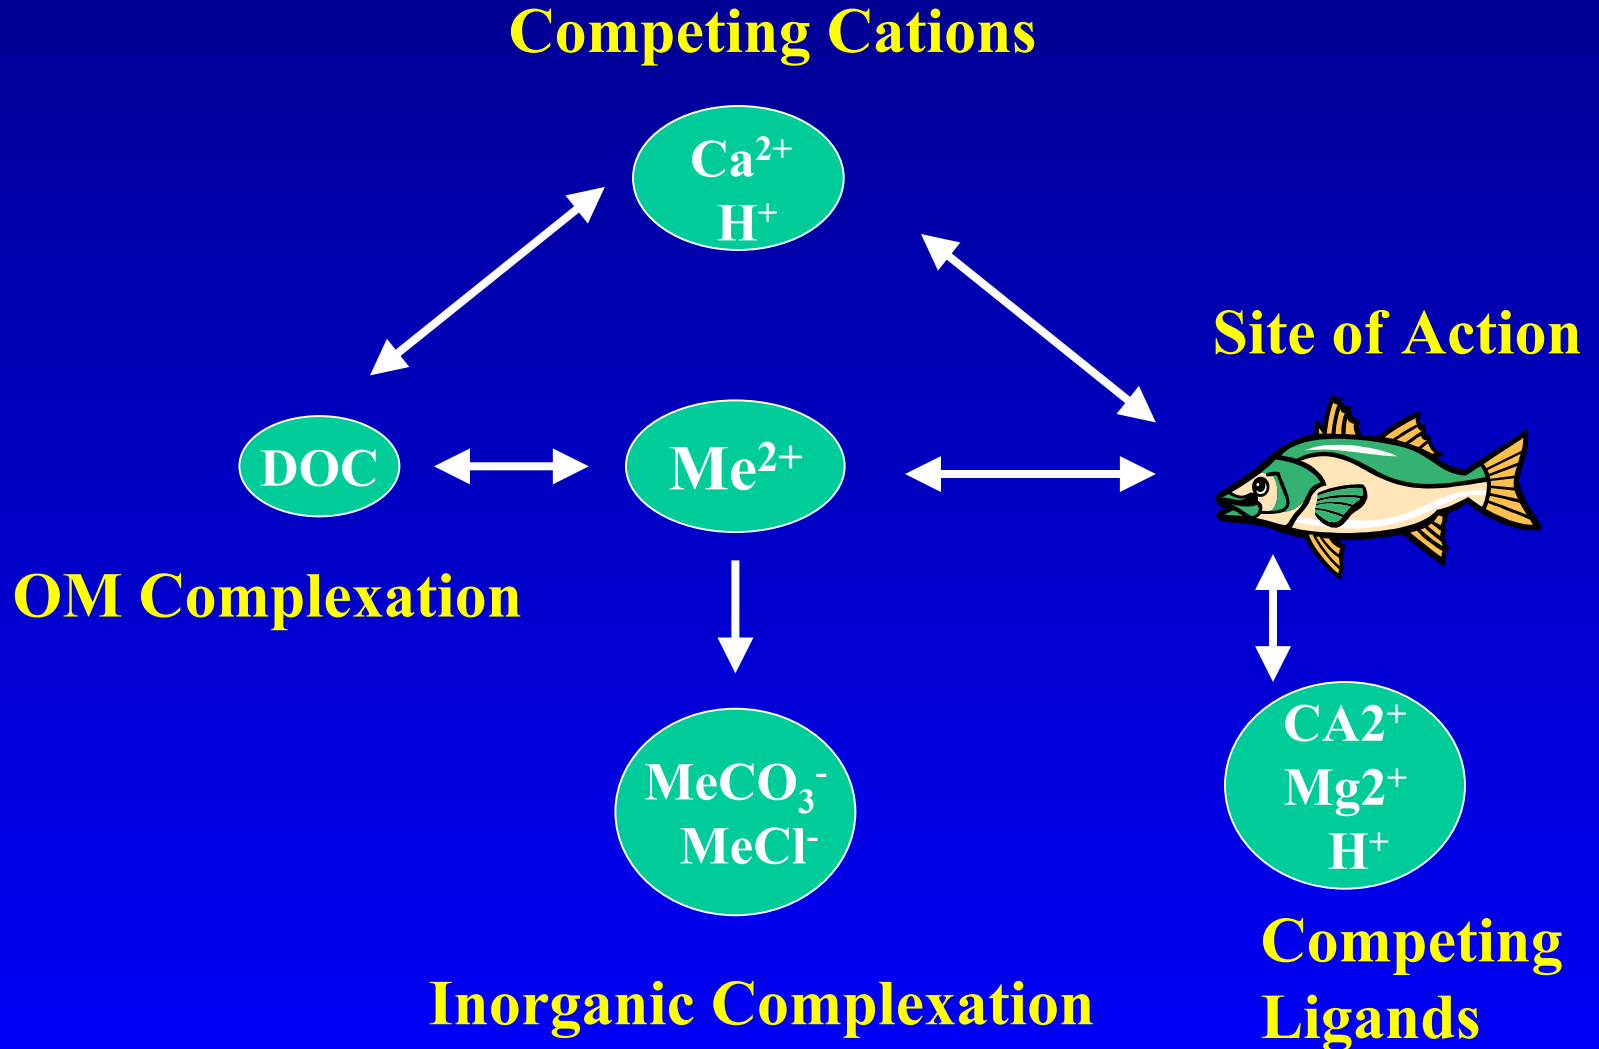 Competing Cations
Ca²⁺
H⁺
Site of Action
DOC
Me²⁺
OM Complexation
MeCO₃⁻
MeCl⁻
CA2⁺
Mg2⁺
H⁺
Competing
Ligands
Inorganic Complexation